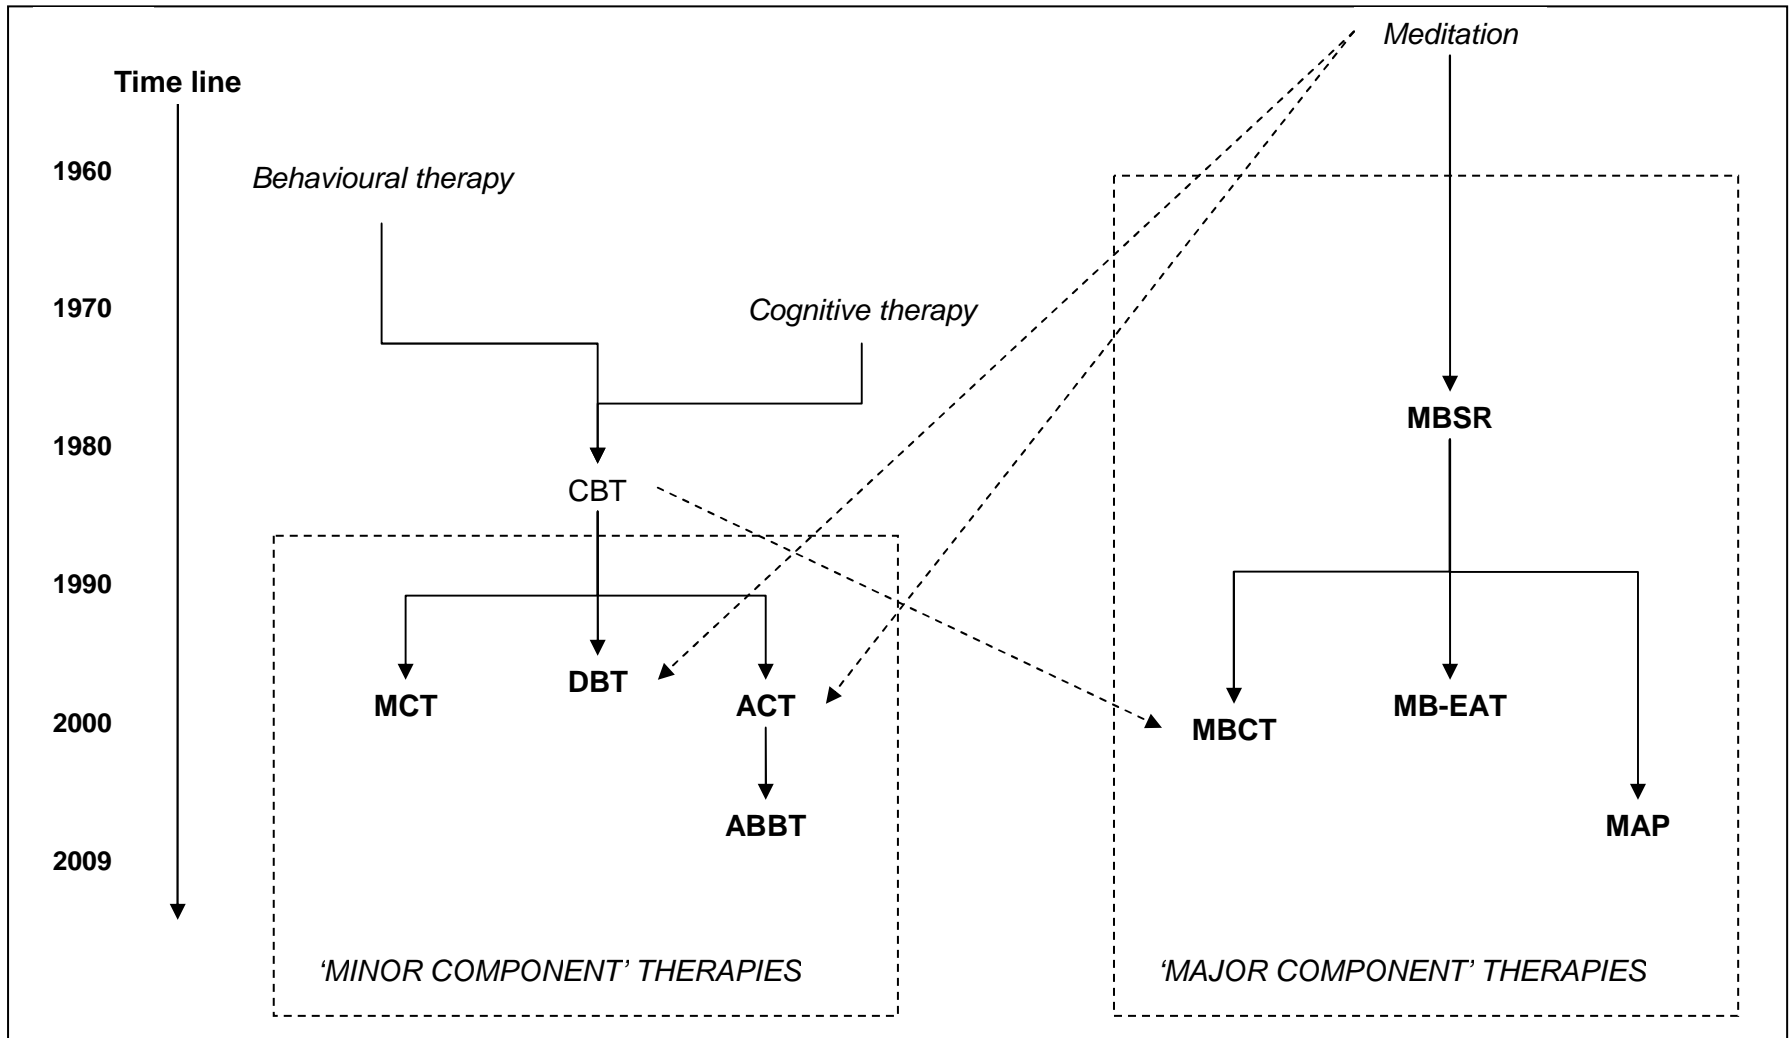 Meditation
Time line
1960
Behavioural therapy
1970
Cognitive therapy
MBSR
1980
CBT
1990
DBT
MCT
ACT
MB-EAT
2000
MBCT
ABBT
MAP
2009
‘MINOR COMPONENT’ THERAPIES
‘MAJOR COMPONENT’ THERAPIES